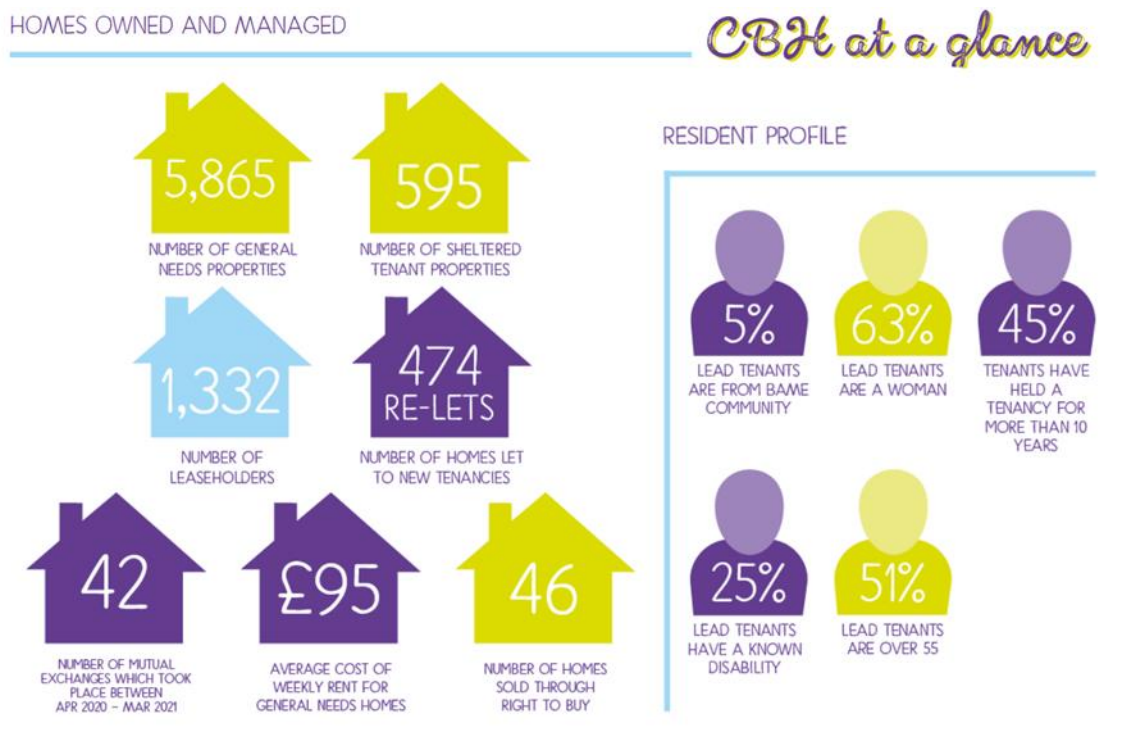 HOMES OWNED AND MANAGED
CBH at a glance
5,865
NUMBER OF GENERAL
NEEDS PROPERTIES
595
NUMBER OF SHELTERED
TENANT PROPERTIES
1,332
NUMBER OF
LEASEHOLDERS
474
RE-LETS
NUMBER OF HOMES LET
TO NEW TENANCIES
42
NUMBER OF MUTUAL
EXCHANGES WHICH TOOK
PLACE BETWEEN
APR 2020 – MAR 2021
£95
AVERAGE COST OF
WEEKLY RENT FOR
GENERAL NEEDS HOMES
46
NUMBER OF HOMES
SOLD THROUGH
RIGHT TO BUY
RESIDENT PROFILE
5%
LEAD TENANTS
ARE FROM BAME
COMMUNITY
63%
LEAD TENANTS
ARE A WOMAN
45%
TENANTS HAVE
HELD A
TENANCY FOR
MORE THAN 10
YEARS
25%
LEAD TENANTS
HAVE A KNOWN
DISABILITY
51%
LEAD TENANTS
ARE OVER 55